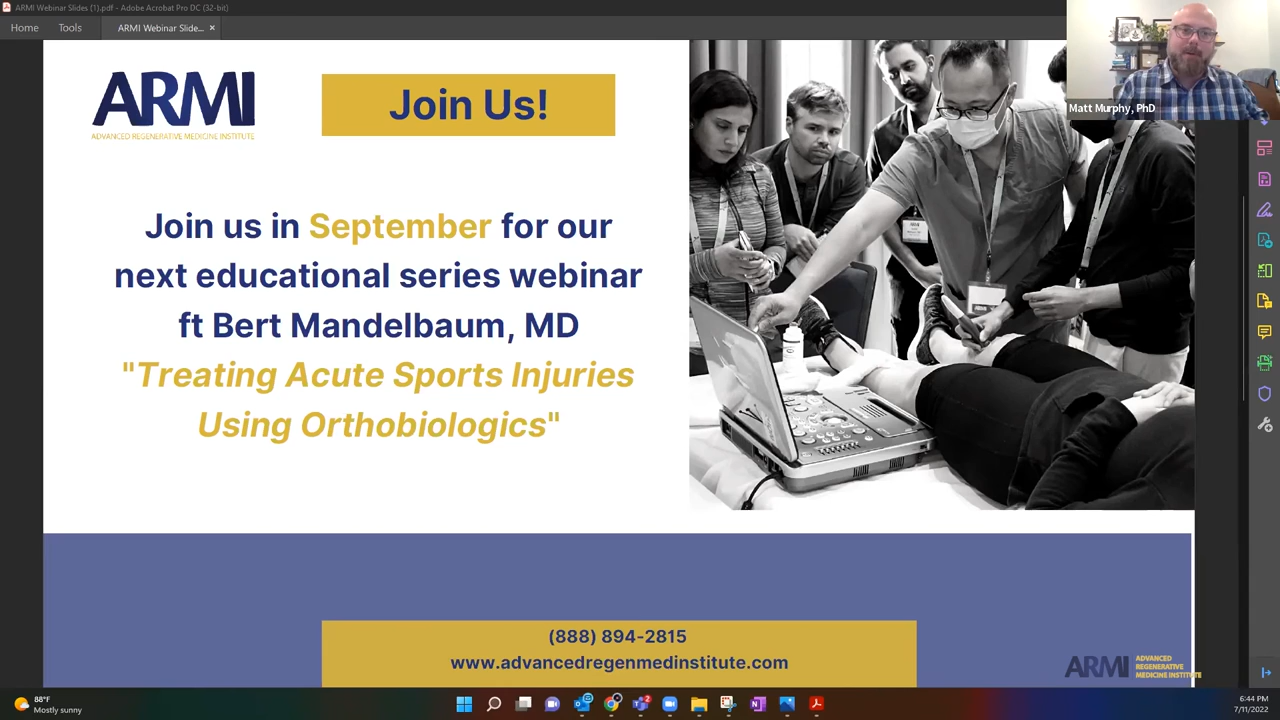 ARMI Webinar Slides (1).pdf - Adobe Acrobat Pro DC (32-bit)
Home
Tools
ARMI Webinar Slide...
Matt Murphy, PhD
ARMI
ADVANCED REGENERATIVE MEDICINE INSTITUTE
Join Us!
Join us in September for our
next educational series webinar
ft Bert Mandelbaum, MD
"Treating Acute Sports Injuries
Using Orthobiologics"
(888) 894-2815
www.advancedregenmedinstitute.com
ARMI
ADVANCED
REGENERATIVE
MEDICINE INSTITUTE
88°F
Mostly sunny
6:44 PM
7/11/2022